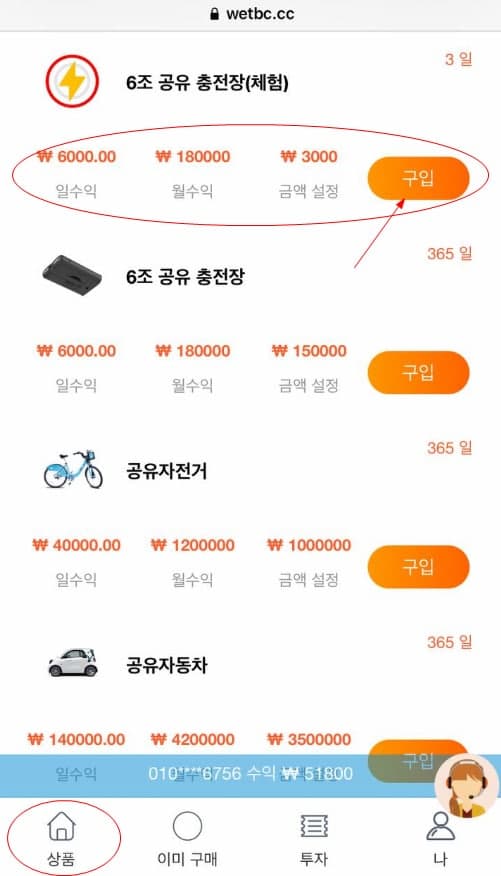 wetbc.cc
3 일
6조 공유 충전장(체험)
₩ 6000.00 ₩ 180000 ₩ 3000
일수익 월수익 금액 설정 구입
365 일
6조 공유 충전장
₩ 6000.00 ₩ 180000 ₩ 150000
일수익 월수익 금액 설정 구입
365 일
공유자전거
₩ 40000.00 ₩ 1200000 ₩ 1000000
일수익 월수익 금액 설정 구입
365 일
공유자동차
₩ 140000.00 ₩ 4200000 ₩ 3500000
일수익 월수익 금액 설정 구입
010****6756 수익 ₩ 51800
상품 이미 구매 투자 나